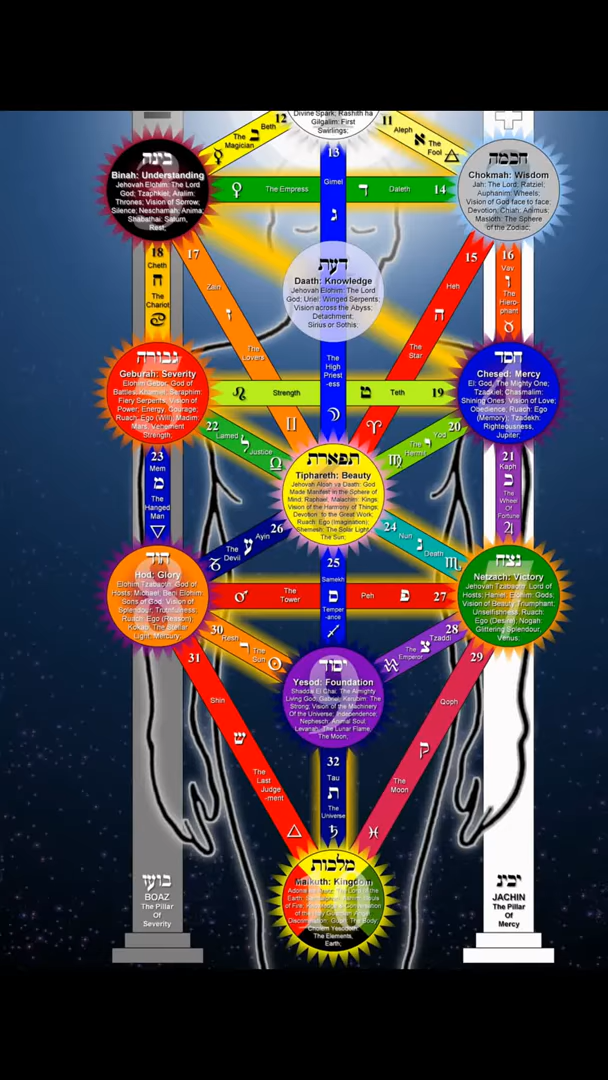 Divine Spark; Rashith ha
Gilgalim; First
Swirlings;
12
Beth
ב
The
Magician
☿
11
Aleph
א
The
Fool
13
Gimel
ג
The
High
Priest
-ess
בינה
Binah: Understanding
Jehovah Elohim: The Lord
God; Tzaphkiel; Aralim:
Thrones; Vision of Sorrow;
Silence; Neschamah; Anima;
Shabathai: Saturn,
Rest;
♀
The Empress
ד
Daleth
14
חכמה
Chokmah: Wisdom
Jah: The Lord; Ratziel;
Auphanim: Wheels;
Vision of God face to face;
Devotion; Chiah; Animus;
Masloth: The Sphere
of the Zodiac;
דעת
Daath: Knowledge
Jehovah Elohim: The Lord
God; Uriel; Winged Serpents;
Vision across the Abyss;
Detachment;
Sirius or Sothis;
18
Cheth
ח
The
Chariot
♋
17
Zain
ז
The
Lovers
♊
15
Heh
ה
The
Star
♈
16
Vav
ו
The
Hiero-
phant
♉
גבורה
Geburah: Severity
Elohim Gebor: God of
Battles; Khamael; Seraphim:
Fiery Serpents; Vision of
Power; Energy, Courage;
Ruach: Ego (Will); Madim:
Mars, Vehement
Strength;
♌
Strength
ט
Teth
19
חסד
Chesed: Mercy
El: God, The Mighty One;
Tzadkiel; Chasmalim:
Shining Ones; Vision of Love;
Obedience; Ruach: Ego
(Memory); Tzadekh:
Righteousness,
Jupiter;
22
Lamed
ל
Justice
♎
20
Yod
י
The
Hermit
♍
תפארת
Tiphareth: Beauty
Jehovah Aloah va Daath: God
Made Manifest in the Sphere of
Mind; Raphael; Malachim: Kings;
Vision of the Harmony of Things;
Devotion to the Great Work;
Ruach: Ego (Imagination);
Shemesh: The Solar Light,
The Sun;
23
Mem
מ
The
Hanged
Man
21
Kaph
כ
The
Wheel
Of
Fortune
♃
26
Ayin
ע
The
Devil
♑
24
Nun
נ
Death
♏
25
Samekh
ס
Temper
-ance
♐
הוד
Hod: Glory
Elohim Tzabaoth: God of
Hosts; Michael; Beni Elohim:
Sons of God; Vision of
Splendour; Truthfulness;
Ruach: Ego (Reason);
Kokab: The Stellar
Light, Mercury
♂
The
Tower
Peh
פ
27
נצח
Netzach: Victory
Jehovah Tzabaoth: Lord of
Hosts; Haniel; Elohim: Gods;
Vision of Beauty Triumphant;
Unselfishness; Ruach:
Ego (Desire); Nogah:
Glittering Splendour,
Venus;
30
Resh
ר
The
Sun
28
Tzaddi
צ
The
Emperor
♒
יסוד
Yesod: Foundation
Shaddai El Chai: The Almighty
Living God; Gabriel; Kerubim: The
Strong; Vision of the Machinery
Of the Universe; Independence;
Nephesch: Animal Soul;
Levanah: The Lunar Flame,
The Moon;
31
Shin
ש
The
Last
Judge
-ment
29
Qoph
ק
The
Moon
♓
32
Tau
ת
The
Universe
♄
מלכות
Malkuth: Kingdom
Earth;
The Elements,
Earth;
בועז
BOAZ
The Pillar
Of
Severity
יכינ
JACHIN
The Pillar
Of
Mercy